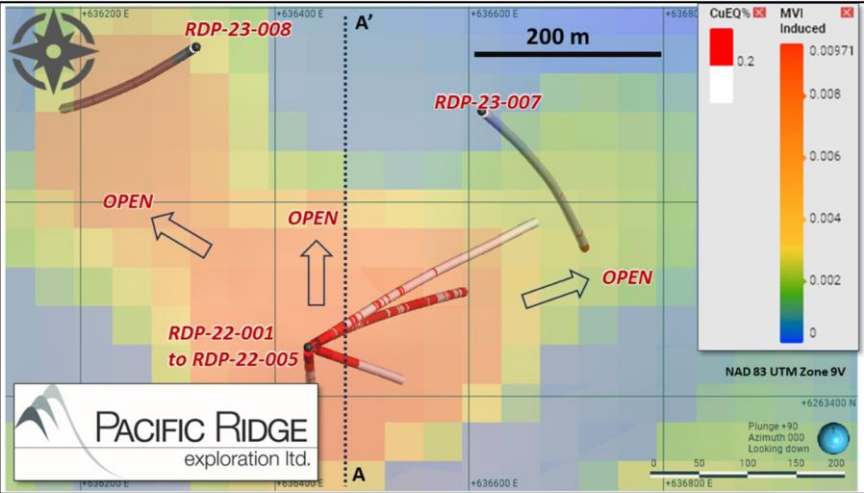 +636200 E
+636400 E
+636600 E
+63680
RDP-23-008
A'
200 m
RDP-23-007
CuEQ%
0.2
MVI
Induced
0.00971
0.008
0.006
0.004
0.002
0
OPEN
OPEN
OPEN
RDP-22-001
to RDP-22-005
NAD 83 UTM Zone 9V
+6263400 N
PACIFIC RIDGE
exploration ltd.
A
Plunge +90
Azimuth 000
Looking down
0 50 100 150 200
+636200 E
+636400 E
+636600 E
+636800 E